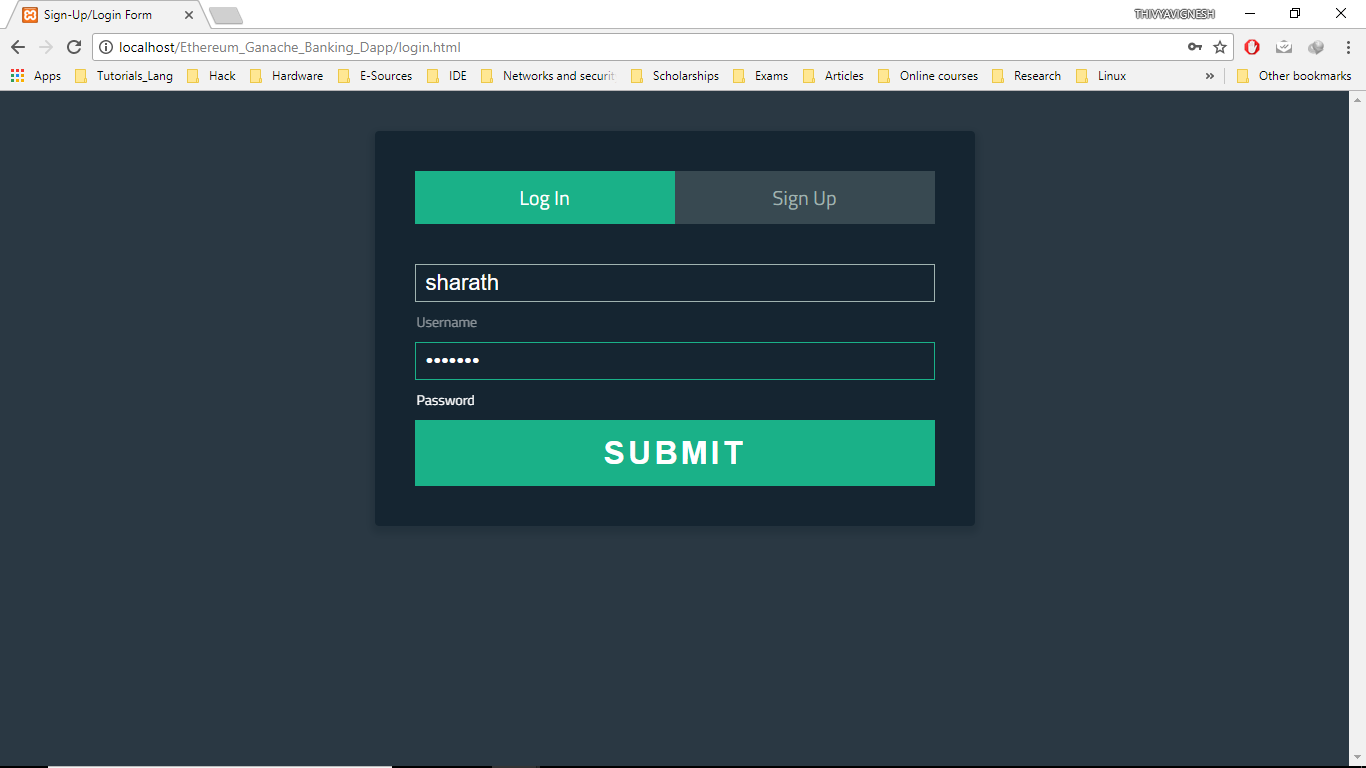 Sign-Up/Login Form
THIVYAVIGNESH
localhost/Ethereum_Ganache_Banking_Dapp/login.html
Apps Tutorials_Lang Hack Hardware E-Sources IDE Networks and securit Scholarships Exams Articles Online courses Research Linux » Other bookmarks
Log In Sign Up
sharath
Username
•••••••
Password
SUBMIT